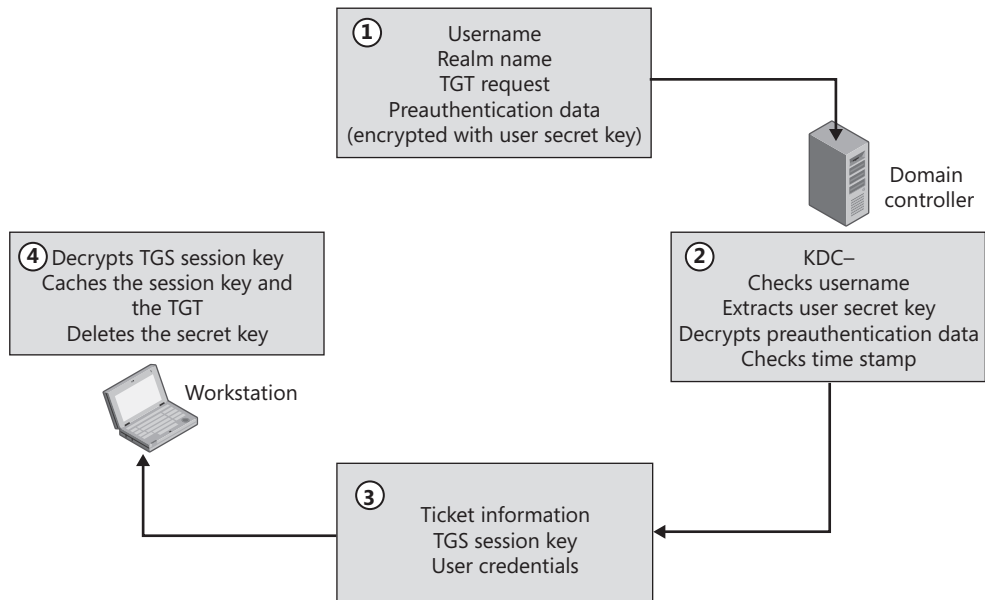 1
Username
Realm name
TGT request
Preauthentication data
(encrypted with user secret key)
Domain
controller
2
KDC–
Checks username
Extracts user secret key
Decrypts preauthentication data
Checks time stamp
3
Ticket information
TGS session key
User credentials
4
Decrypts TGS session key
Caches the session key and
the TGT
Deletes the secret key
Workstation